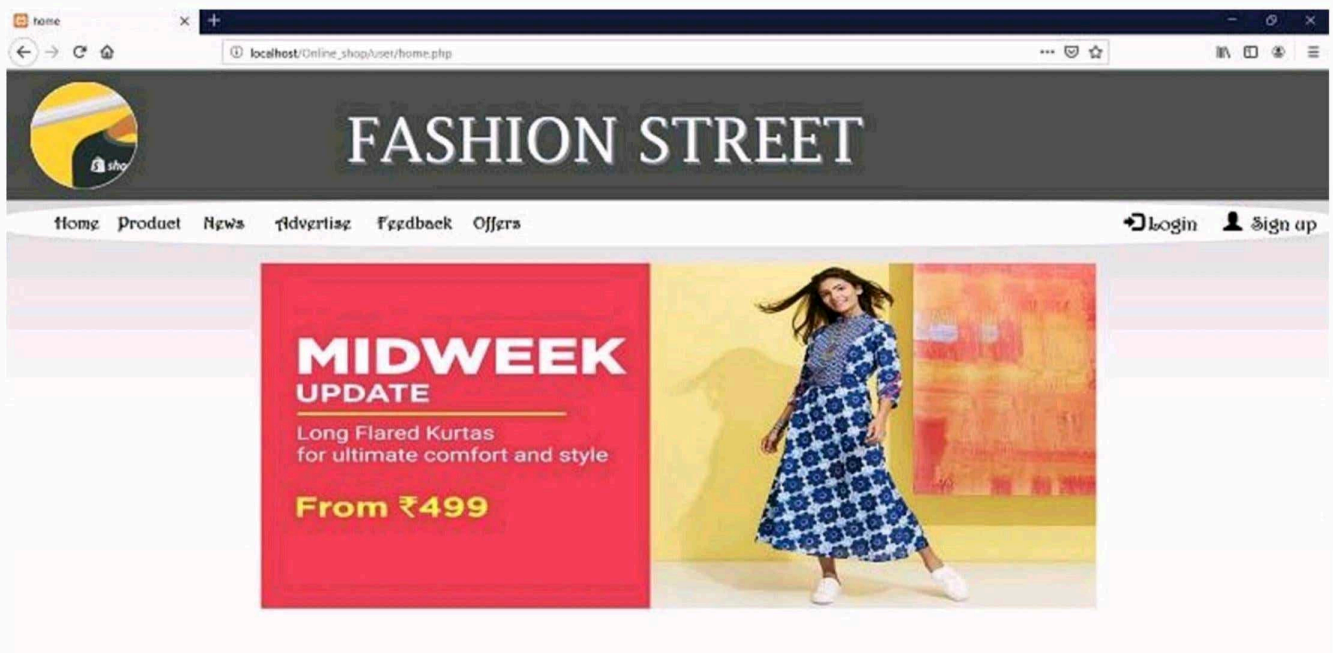 home
localhost/Online_shop/user/home.php
shop
FASHION STREET
Home Product News Advertise Feedback Offers Login Sign up
MIDWEEK
UPDATE
Long Flared Kurtas
for ultimate comfort and style
From ₹499